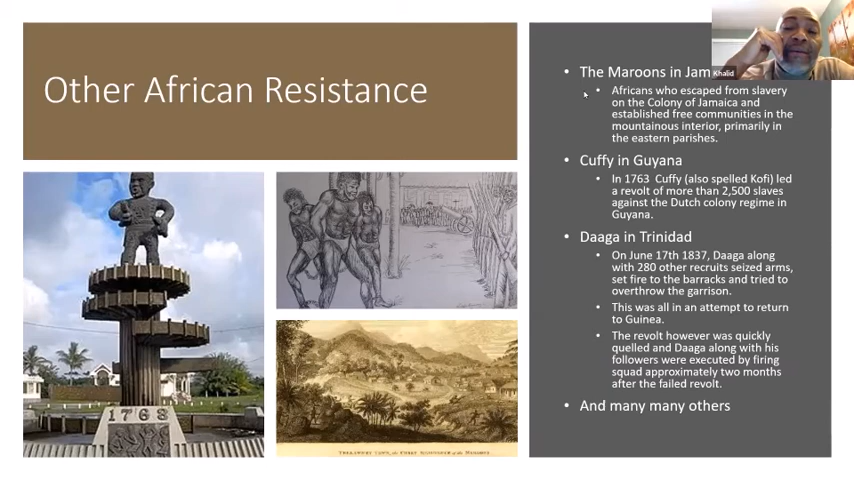 Other African Resistance
Khalid
• The Maroons in Jam
• Africans who escaped from slavery
on the Colony of Jamaica and
established free communities in the
mountainous interior, primarily in
the eastern parishes.
• Cuffy in Guyana
• In 1763 Cuffy (also spelled Kofi) led
a revolt of more than 2,500 slaves
against the Dutch colony regime in
Guyana.
• Daaga in Trinidad
• On June 17th 1837, Daaga along
with 280 other recruits seized arms,
set fire to the barracks and tried to
overthrow the garrison.
• This was all in an attempt to return
to Guinea.
• The revolt however was quickly
quelled and Daaga along with his
followers were executed by firing
squad approximately two months
after the failed revolt.
• And many many others
1763